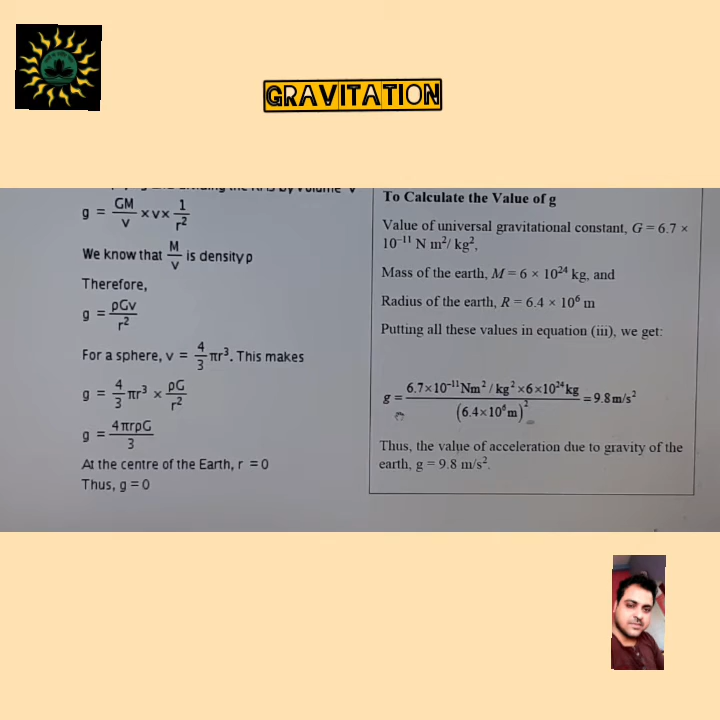 GRAVITATION
g = GM/v × v × 1/r²
We know that M/v is density ρ
Therefore,
g = ρGv/r²
For a sphere, v = 4/3 πr³. This makes
g = 4/3 πr³ × ρG/r²
g = 4πrρG/3
At the centre of the Earth, r = 0
Thus, g = 0
To Calculate the Value of g
Value of universal gravitational constant, G = 6.7 ×
10⁻¹¹ N m²/ kg²,
Mass of the earth, M = 6 × 10²⁴ kg, and
Radius of the earth, R = 6.4 × 10⁶ m
Putting all these values in equation (iii), we get:
g = 6.7×10⁻¹¹Nm²/kg²×6×10²⁴kg/(6.4×10⁶m)² = 9.8m/s²
Thus, the value of acceleration due to gravity of the
earth, g = 9.8 m/s².